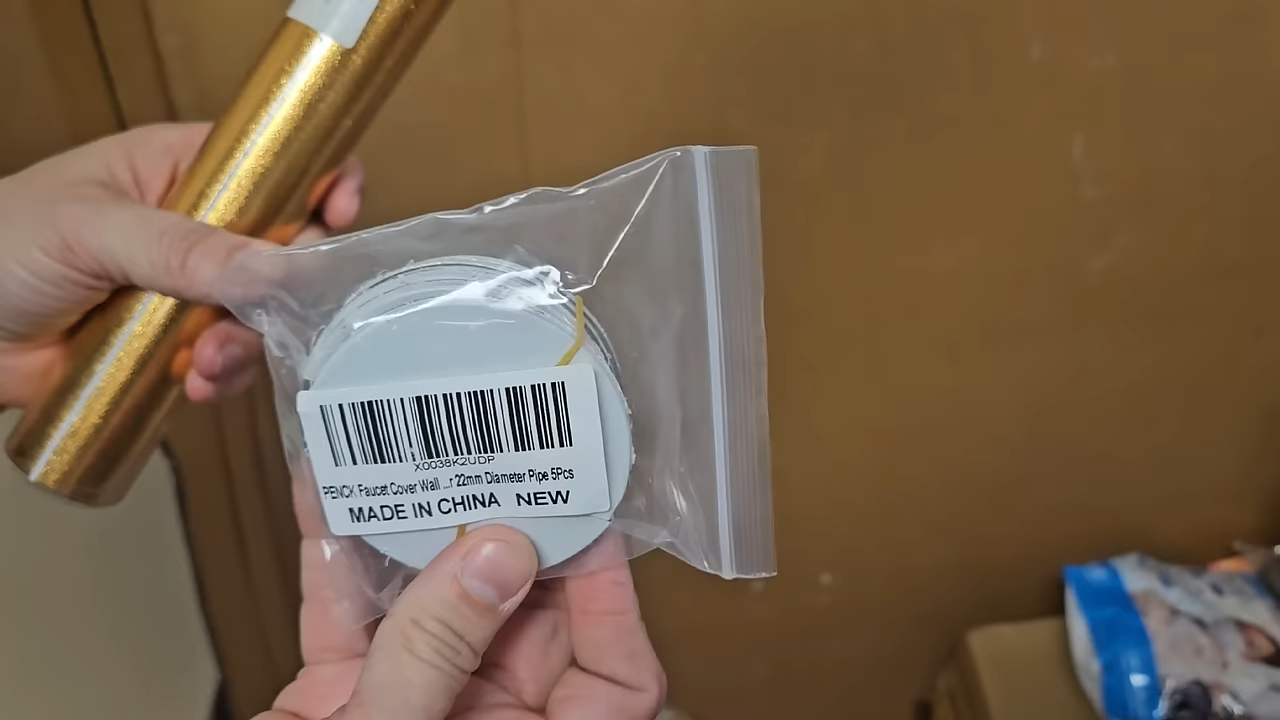 X0038K2UDP
PENCK Faucet Cover Wall ...r 22mm Diameter Pipe 5Pcs
MADE IN CHINA NEW